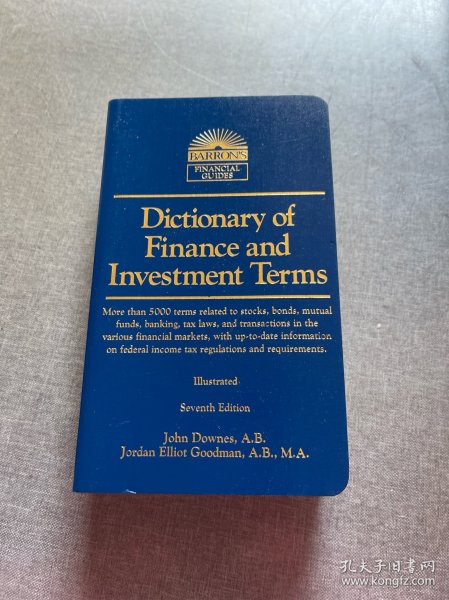 BARRON'S
FINANCIAL
GUIDES
Dictionary of
Finance and
Investment Terms
More than 5000 terms related to stocks, bonds, mutual
funds, banking, tax laws, and transactions in the
various financial markets, with up-to-date information
on federal income tax regulations and requirements.
Illustrated
Seventh Edition
John Downes, A.B.
Jordan Elliot Goodman, A.B., M.A.
孔夫子旧书网
www.kongfz.com